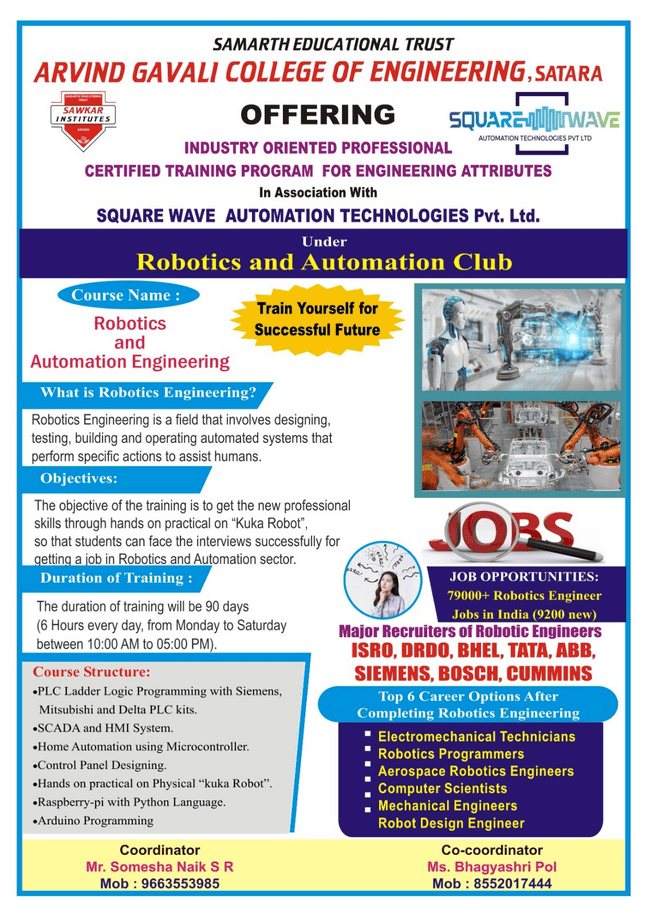 SAMARTH EDUCATIONAL TRUST
ARVIND GAVALI COLLEGE OF ENGINEERING, SATARA
SAWKAR
INSTITUTES
SATARA
OFFERING
SQUARE WAVE
AUTOMATION TECHNOLOGIES PVT LTD
INDUSTRY ORIENTED PROFESSIONAL
CERTIFIED TRAINING PROGRAM FOR ENGINEERING ATTRIBUTES
In Association With
SQUARE WAVE AUTOMATION TECHNOLOGIES Pvt. Ltd.
Under
Robotics and Automation Club
Course Name :
Robotics
and
Automation Engineering
Train Yourself for
Successful Future
What is Robotics Engineering?
Robotics Engineering is a field that involves designing,
testing, building and operating automated systems that
perform specific actions to assist humans.
Objectives:
The objective of the training is to get the new professional
skills through hands on practical on “Kuka Robot”,
so that students can face the interviews successfully for
getting a job in Robotics and Automation sector.
Duration of Training :
The duration of training will be 90 days
(6 Hours every day, from Monday to Saturday
between 10:00 AM to 05:00 PM).
Course Structure:
•PLC Ladder Logic Programming with Siemens,
Mitsubishi and Delta PLC kits.
•SCADA and HMI System.
•Home Automation using Microcontroller.
•Control Panel Designing.
•Hands on practical on Physical “kuka Robot”.
•Raspberry-pi with Python Language.
•Arduino Programming
JOBS
JOB OPPORTUNITIES:
79000+ Robotics Engineer
Jobs in India (9200 new)
Major Recruiters of Robotic Engineers
ISRO, DRDO, BHEL, TATA, ABB,
SIEMENS, BOSCH, CUMMINS
Top 6 Career Options After
Completing Robotics Engineering
Electromechanical Technicians
Robotics Programmers
Aerospace Robotics Engineers
Computer Scientists
Mechanical Engineers
Robot Design Engineer
Coordinator
Mr. Somesha Naik S R
Mob : 9663553985
Co-coordinator
Ms. Bhagyashri Pol
Mob : 8552017444